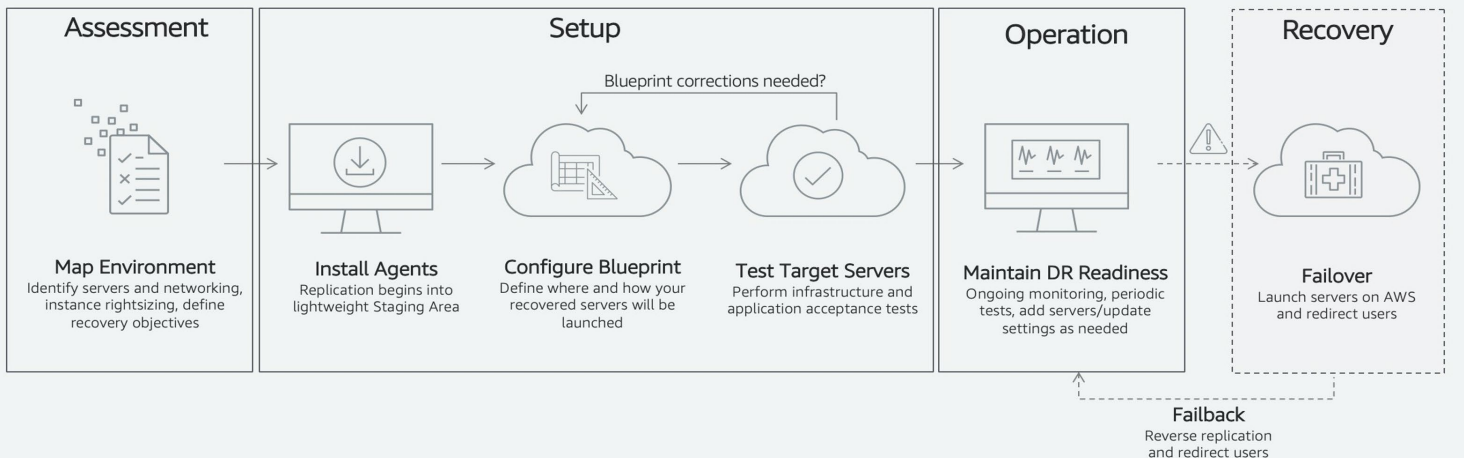 Assessment
Map Environment
Identify servers and networking,
instance rightsizing, define
recovery objectives
Setup
Blueprint corrections needed?
Install Agents
Replication begins into
lightweight Staging Area
Configure Blueprint
Define where and how your
recovered servers will be
launched
Test Target Servers
Perform infrastructure and
application acceptance tests
Operation
Maintain DR Readiness
Ongoing monitoring, periodic
tests, add servers/update
settings as needed
Recovery
Failover
Launch servers on AWS
and redirect users
Failback
Reverse replication
and redirect users